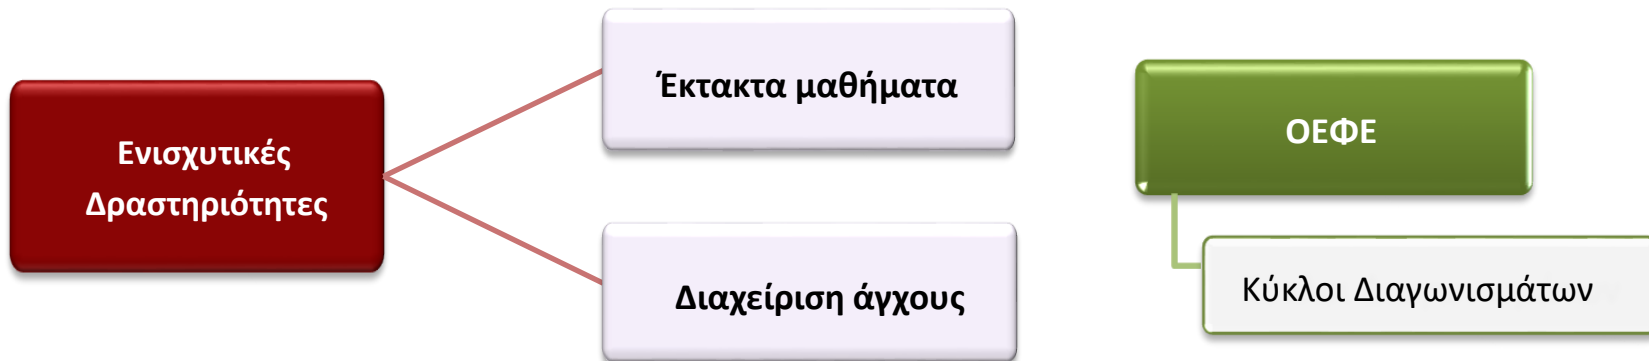 Ενισχυτικές
Δραστηριότητες
Έκτακτα μαθήματα
Διαχείριση άγχους
ΟΕΦΕ
Κύκλοι Διαγωνισμάτων